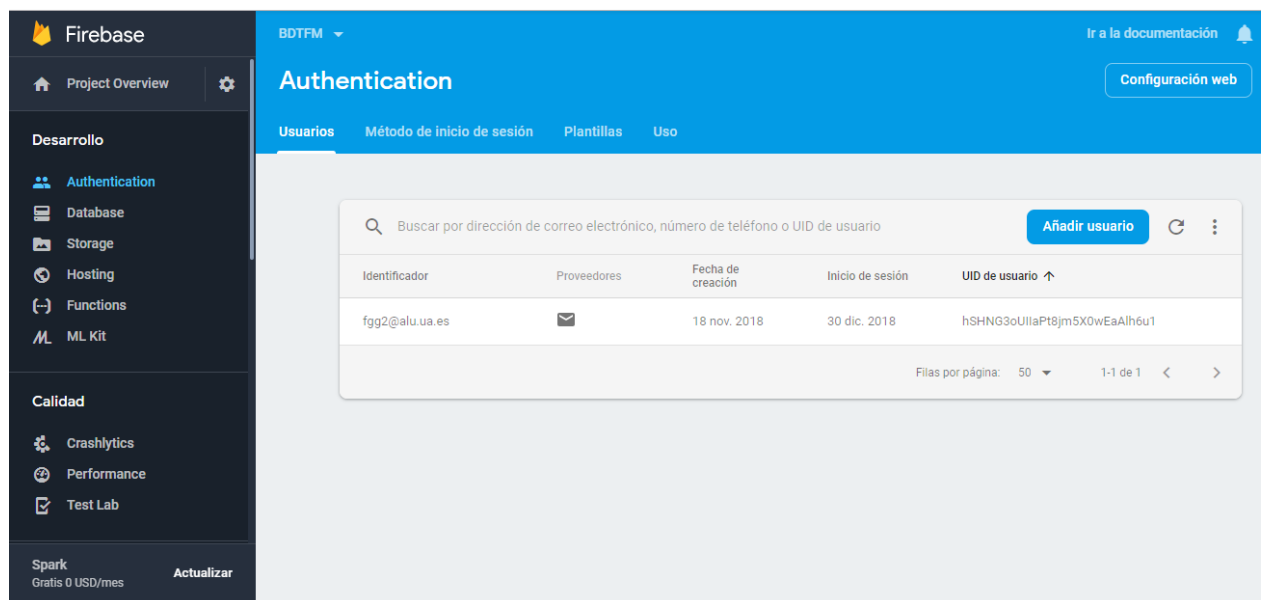 Firebase
Project Overview
Desarrollo
Authentication
Database
Storage
Hosting
Functions
ML Kit
Calidad
Crashlytics
Performance
Test Lab
Spark
Gratis 0 USD/mes
Actualizar
BDTFM
Ir a la documentación
Authentication
Configuración web
Usuarios Método de inicio de sesión Plantillas Uso
Buscar por dirección de correo electrónico, número de teléfono o UID de usuario
Añadir usuario
Identificador Proveedores Fecha de creación Inicio de sesión UID de usuario
fgg2@alu.ua.es 18 nov. 2018 30 dic. 2018 hSHNG3oUIIaPt8jm5X0wEaAlh6u1
Filas por página: 50 1-1 de 1